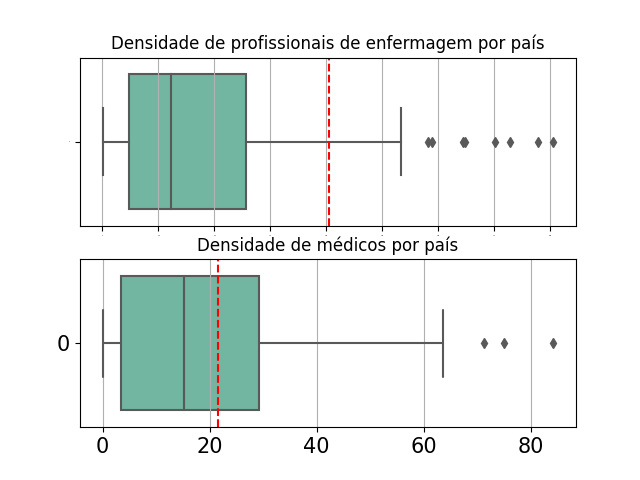 Densidade de profissionais de enfermagem por país
Densidade de médicos por país
0
0 20 40 60 80